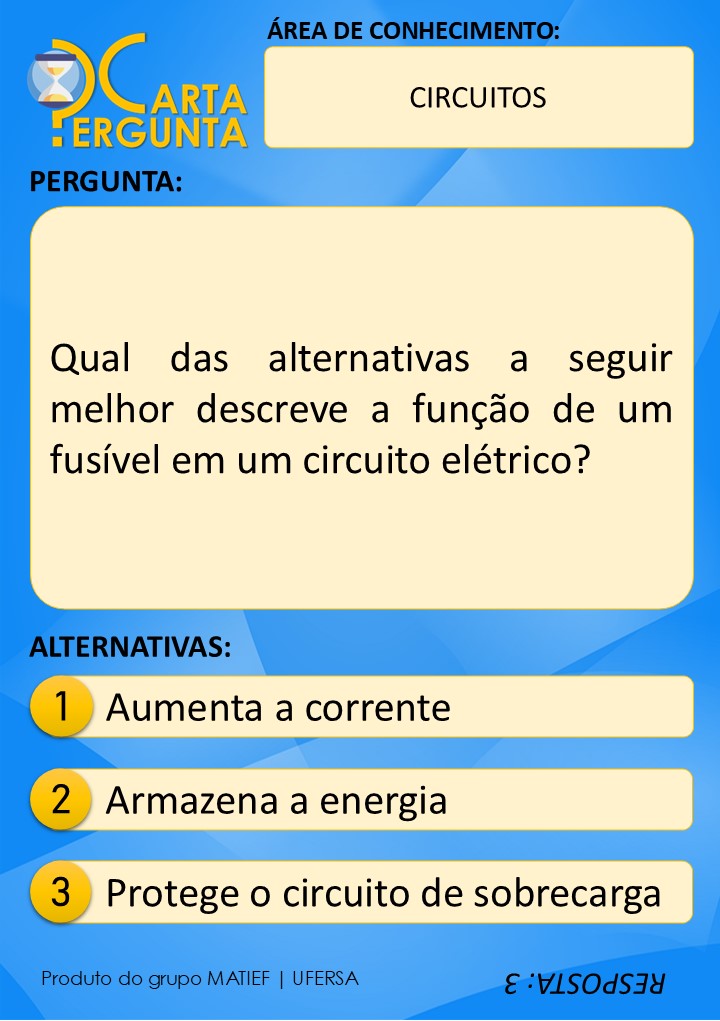 ÁREA DE CONHECIMENTO:
CARTA
PERGUNTA
CIRCUITOS
PERGUNTA:
Qual das alternativas a seguir
melhor descreve a função de um
fusível em um circuito elétrico?
ALTERNATIVAS:
1 Aumenta a corrente
2 Armazena a energia
3 Protege o circuito de sobrecarga
Produto do grupo MATIEF | UFERSA
RESPOSTA: 3